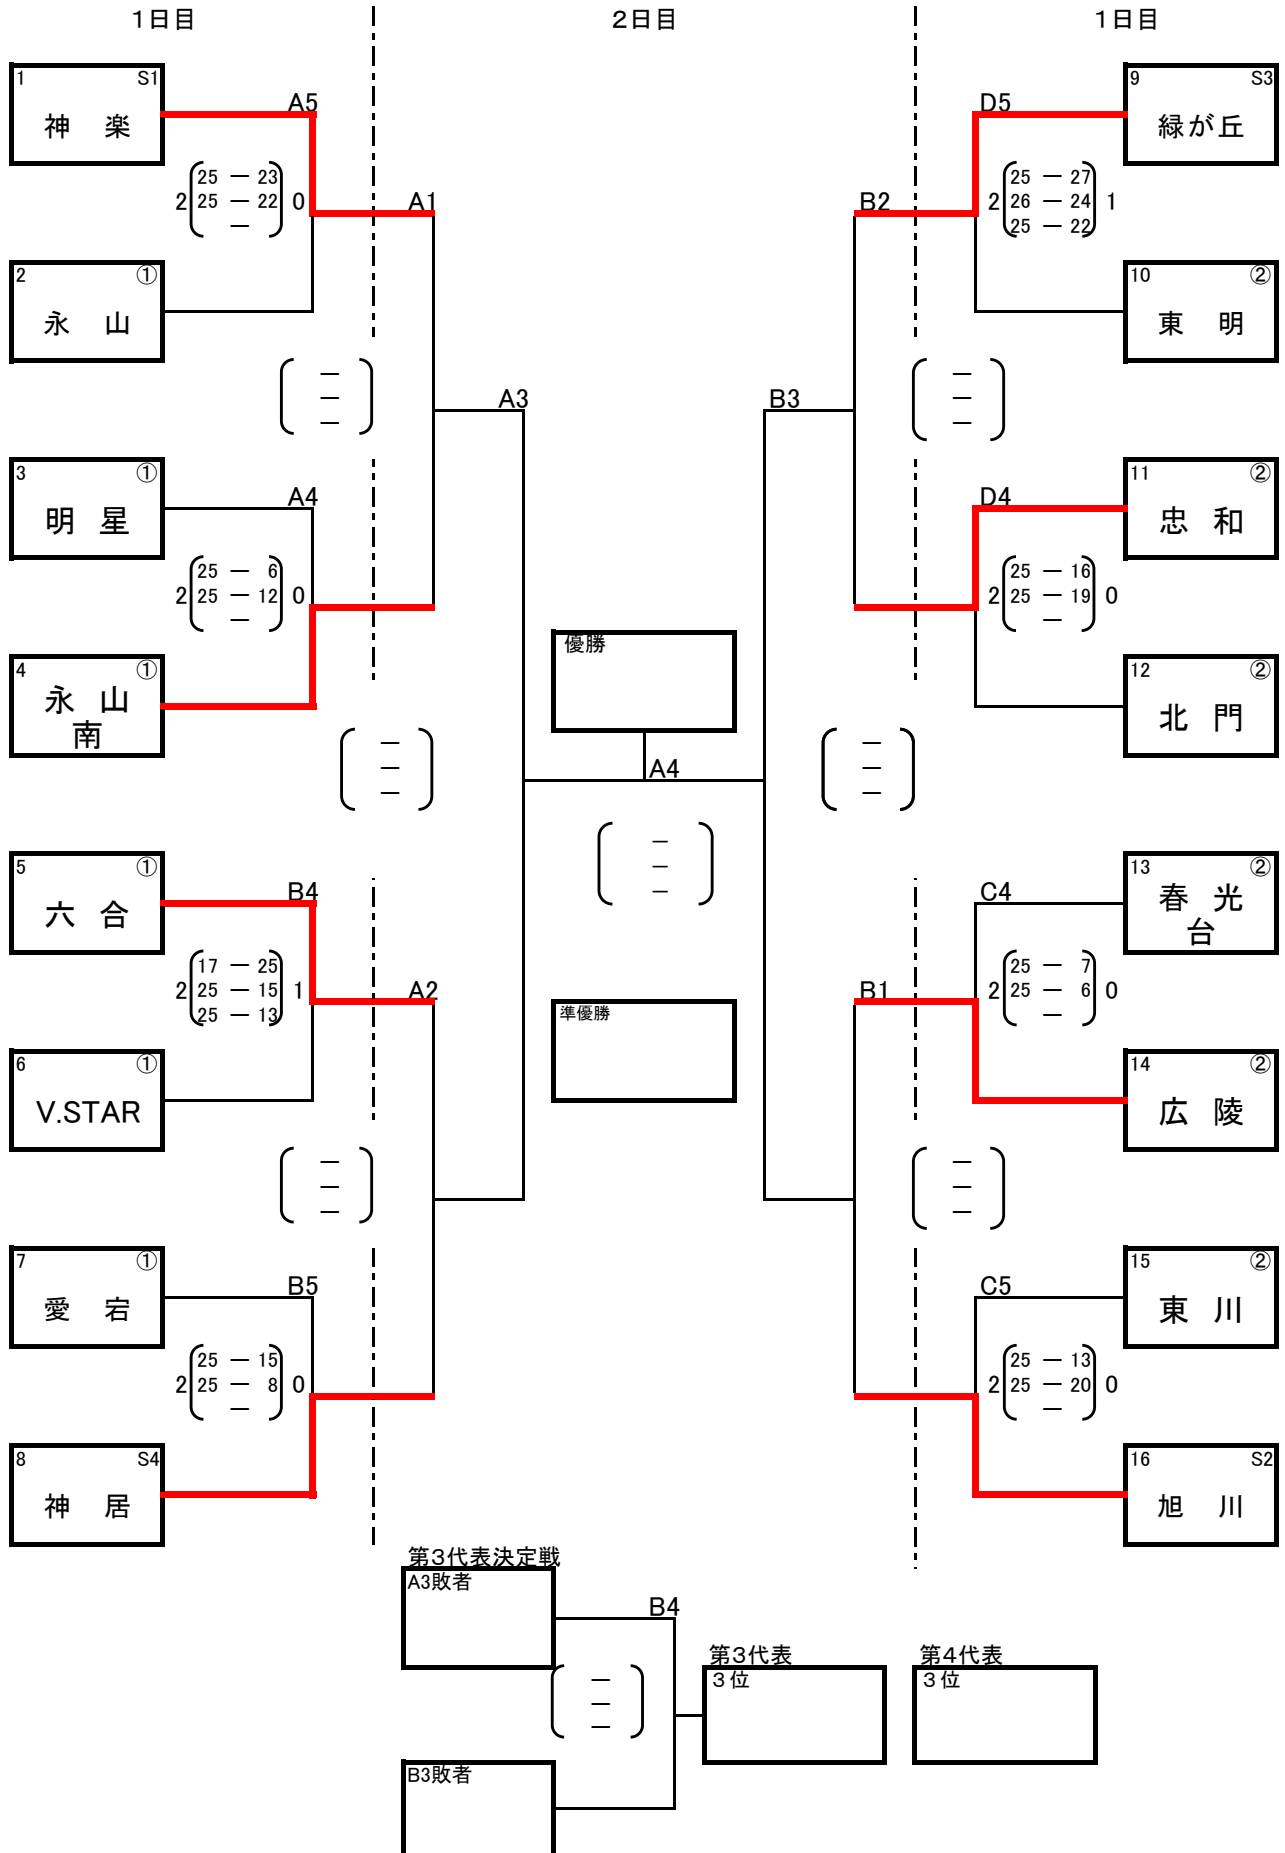 1日目
2日目
1日目
1 S1
神 楽
A5
2 25 — 23 0
25 — 22
—
A1
2 ①
永 山
— 
— 
— 
A3
3 ①
明 星
A4
2 25 — 6 0
25 — 12
—
4 ①
永 山
南
—
—
—
5 ①
六 合
B4
2 17 — 25 1
25 — 15
25 — 13
A2
6 ①
V.STAR
—
—
—
7 ①
愛 宕
B5
2 25 — 15 0
25 — 8
—
8 S4
神 居
優勝
A4
—
—
—
準優勝
9 S3
緑が丘
D5
B2
2 25 — 27 1
26 — 24
25 — 22
10 ②
東 明
—
—
—
B3
11 ②
忠 和
D4
2 25 — 16 0
25 — 19
—
12 ②
北 門
—
—
—
13 ②
春 光
台
C4
2 25 — 7 0
25 — 6
—
B1
14 ②
広 陵
—
—
—
15 ②
東 川
C5
2 25 — 13 0
25 — 20
—
16 S2
旭 川
第3代表決定戦
A3敗者
B4
—
—
—
B3敗者
第3代表
3位
第4代表
3位